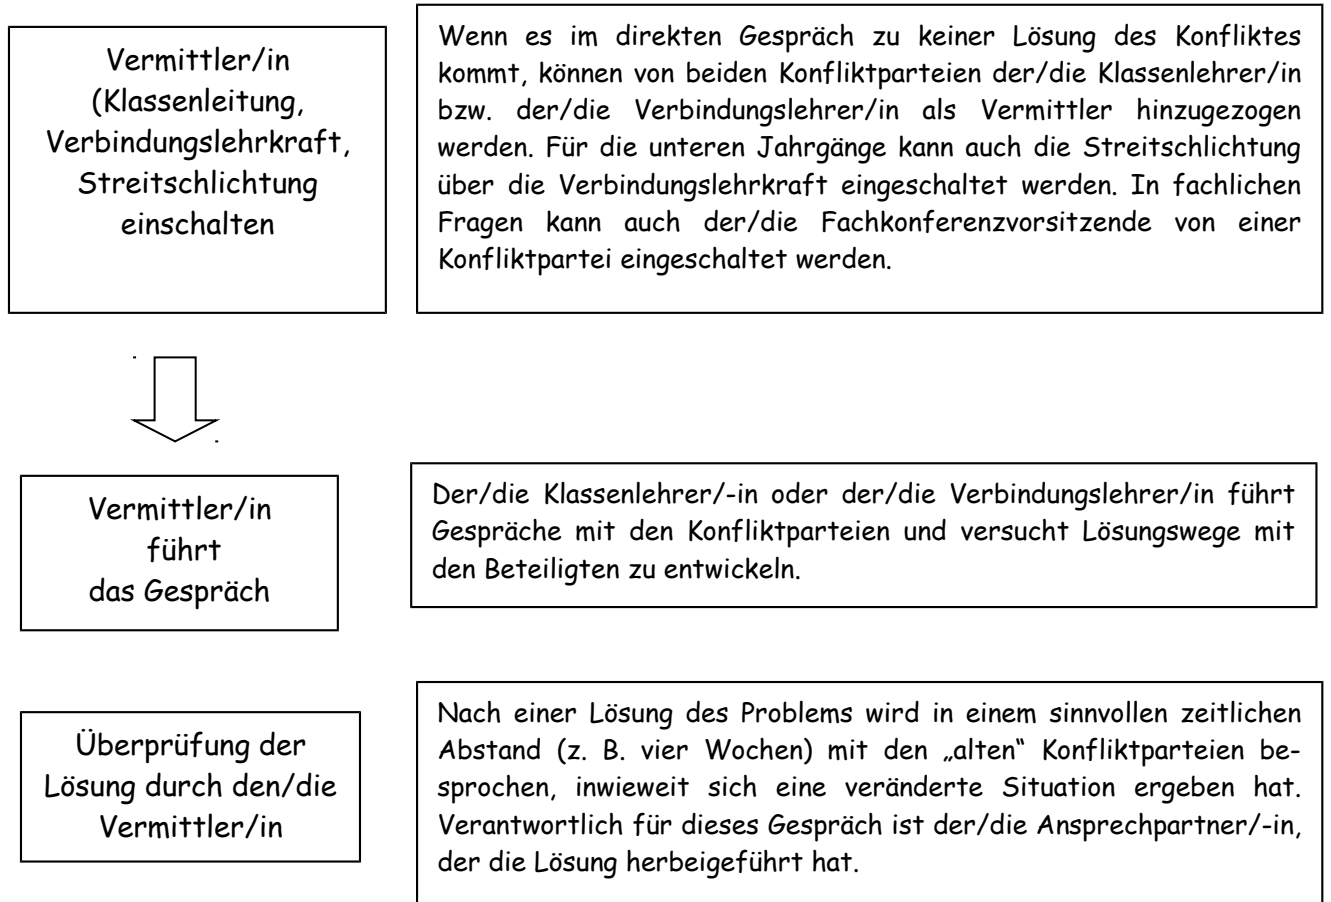 Vermittler/in
(Klassenleitung,
Verbindungslehrkraft,
Streitschlichtung
einschalten
Wenn es im direkten Gespräch zu keiner Lösung des Konfliktes
kommt, können von beiden Konfliktparteien der/die Klassenlehrer/in
bzw. der/die Verbindungslehrer/in als Vermittler hinzugezogen
werden. Für die unteren Jahrgänge kann auch die Streitschlichtung
über die Verbindungslehrkraft eingeschaltet werden. In fachlichen
Fragen kann auch der/die Fachkonferenzvorsitzende von einer
Konfliktpartei eingeschaltet werden.
Vermittler/in
führt
das Gespräch
Der/die Klassenlehrer/-in oder der/die Verbindungslehrer/in führt
Gespräche mit den Konfliktparteien und versucht Lösungswege mit
den Beteiligten zu entwickeln.
Überprüfung der
Lösung durch den/die
Vermittler/in
Nach einer Lösung des Problems wird in einem sinnvollen zeitlichen
Abstand (z. B. vier Wochen) mit den „alten“ Konfliktparteien be-
sprochen, inwieweit sich eine veränderte Situation ergeben hat.
Verantwortlich für dieses Gespräch ist der/die Ansprechpartner/-in,
der die Lösung herbeigeführt hat.